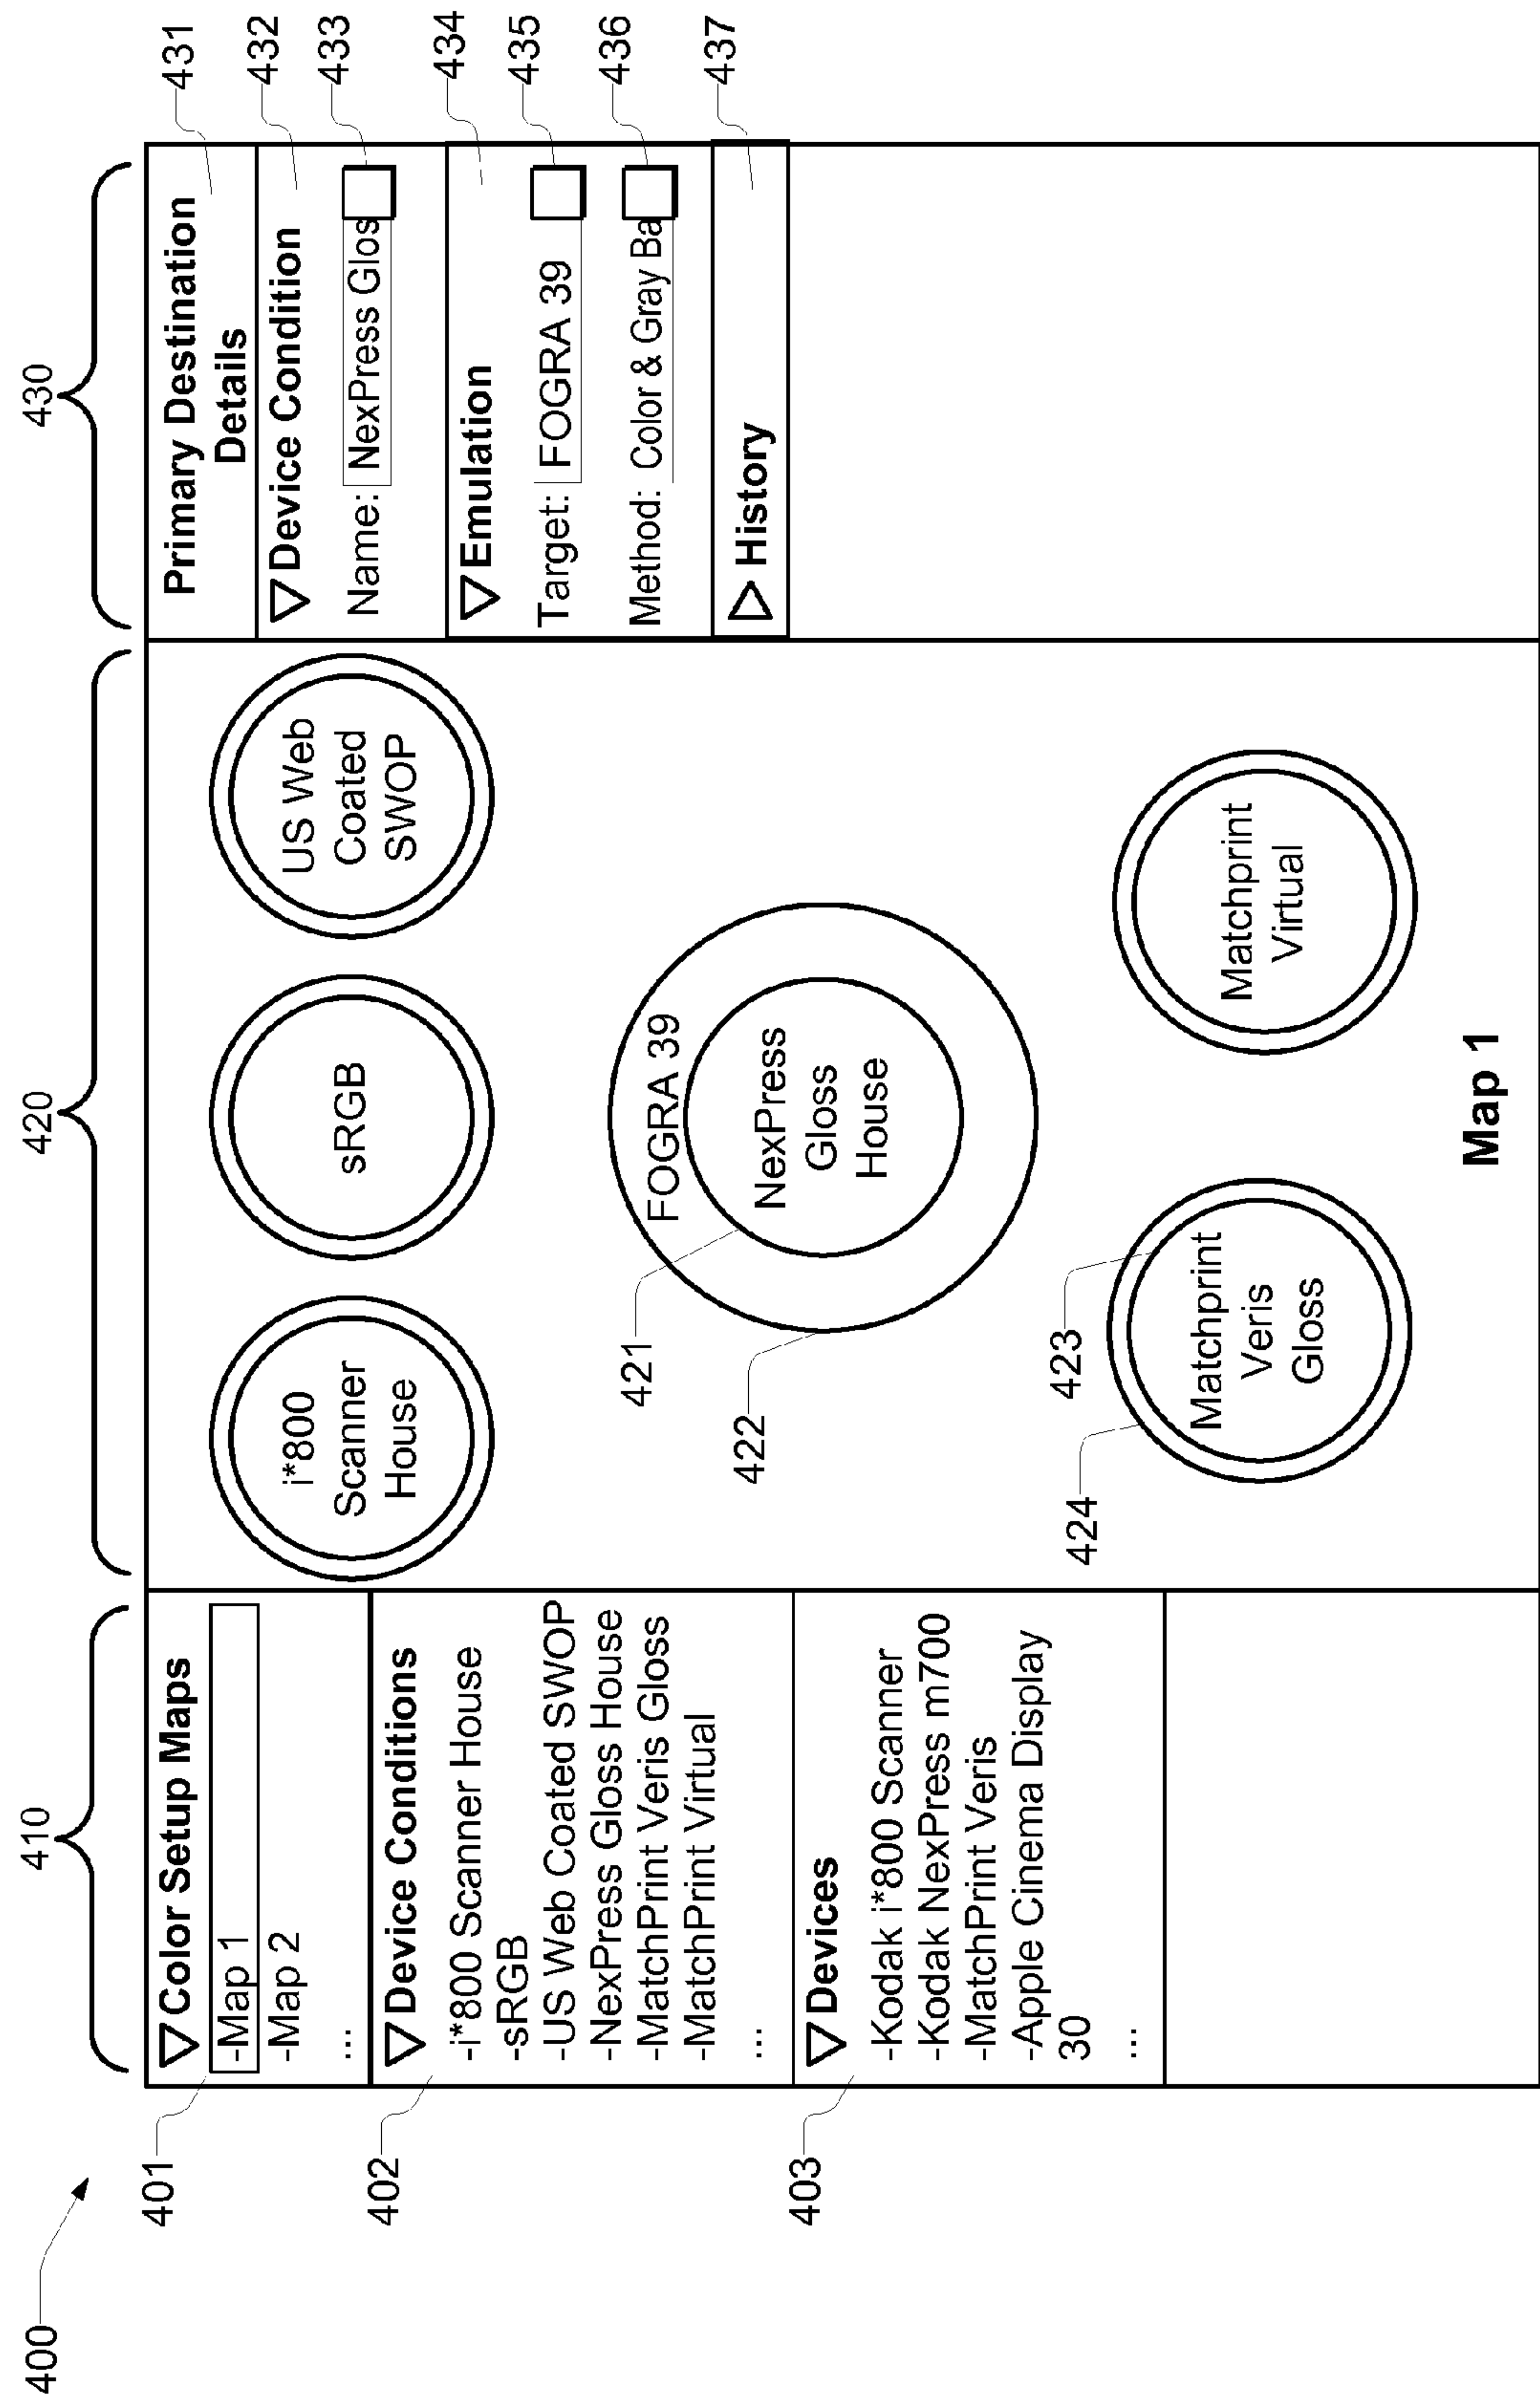 400
410
420
430
401
▽Color Setup Maps
-Map 1
-Map 2
...
402
▽Device Conditions
-i*800 Scanner House
-sRGB
-US Web Coated SWOP
-NexPress Gloss House
-MatchPrint Veris Gloss
-MatchPrint Virtual
...
403
▽Devices
-Kodak i*800 Scanner
-Kodak NexPress m700
-MatchPrint Veris
-Apple Cinema Display
30
...
i*800
Scanner
House
sRGB
US Web
Coated
SWOP
FOGRA 39
NexPress
Gloss
House
421
422
423
424
Matchprint
Veris
Gloss
Matchprint
Virtual
Map 1
Primary Destination
Details
431
▽Device Condition
432
Name: NexPress Glos
433
▽Emulation
434
Target: FOGRA 39
435
Method: Color & Gray Ba
436
▷History
437